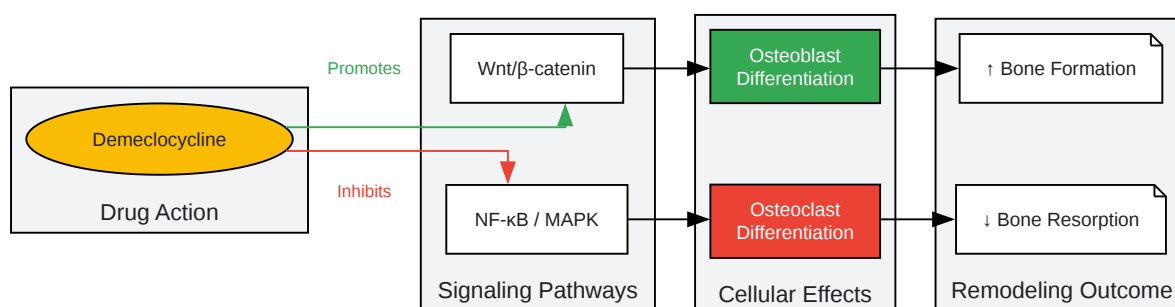 Promotes
Wnt/β-catenin
Osteoblast
Differentiation
↑ Bone Formation
Demeclocycline
Drug Action
Inhibits
NF-κB / MAPK
Osteoclast
Differentiation
↓ Bone Resorption
Signaling Pathways
Cellular Effects
Remodeling Outcome